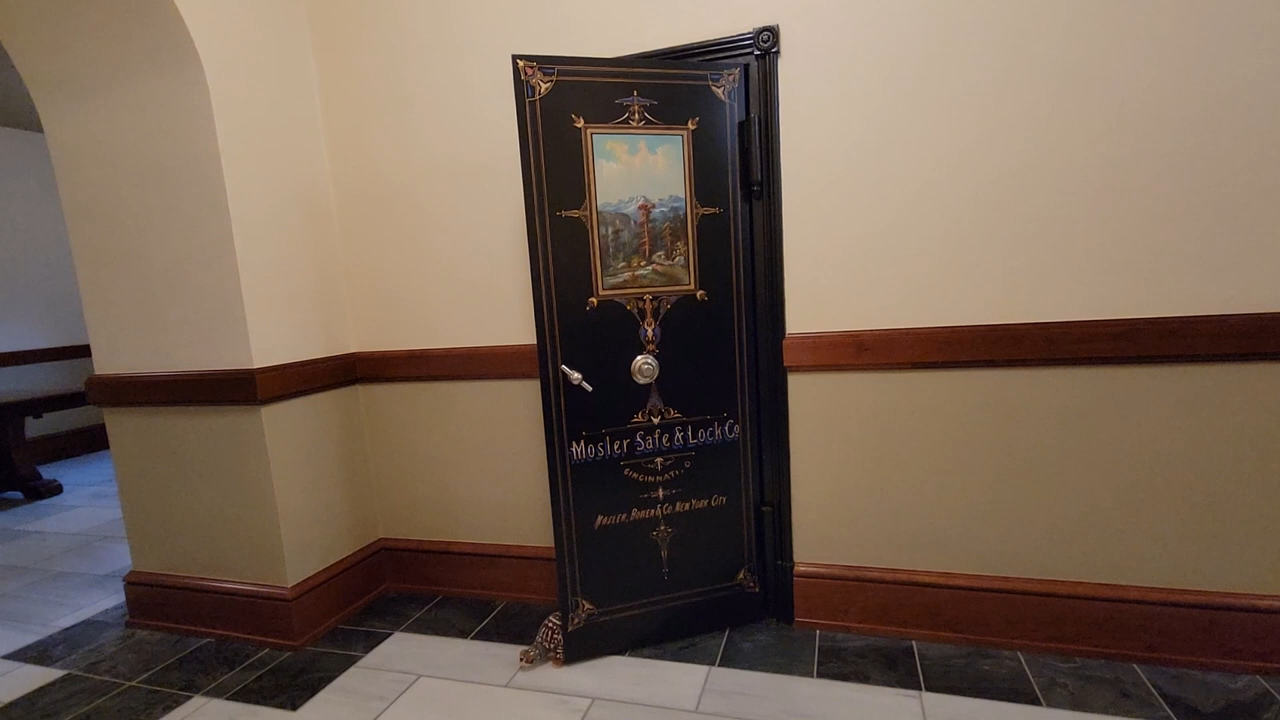 Mosler Safe & Lock Co
CINCINNATI, O
MOSLER, BOWEN & CO. NEW YORK CITY